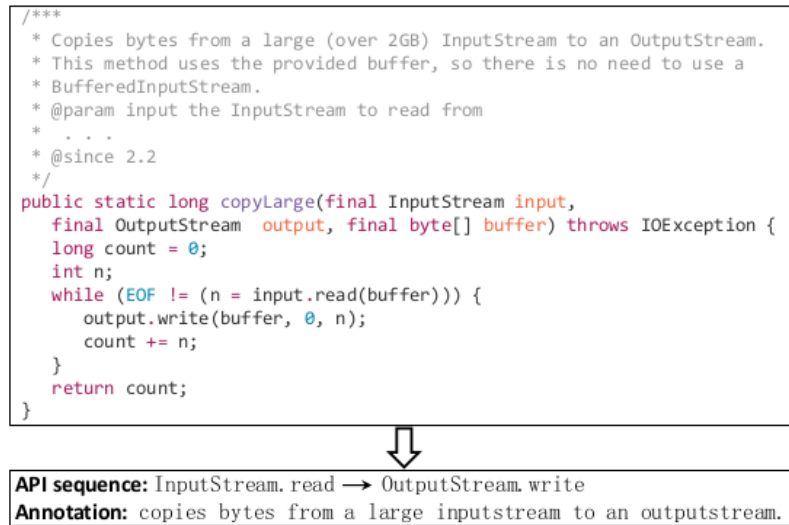 /***
 * Copies bytes from a large (over 2GB) InputStream to an OutputStream.
 * This method uses the provided buffer, so there is no need to use a
 * BufferedInputStream.
 * @param input the InputStream to read from
 *  . . .
 * @since 2.2
 */
public static long copyLarge(final InputStream input,
   final OutputStream  output, final byte[] buffer) throws IOException {
   long count = 0;
   int n;
   while (EOF != (n = input.read(buffer))) {
      output.write(buffer, 0, n);
      count += n;
   }
   return count;
}
API sequence: InputStream.read → OutputStream.write
Annotation: copies bytes from a large inputstream to an outputstream.